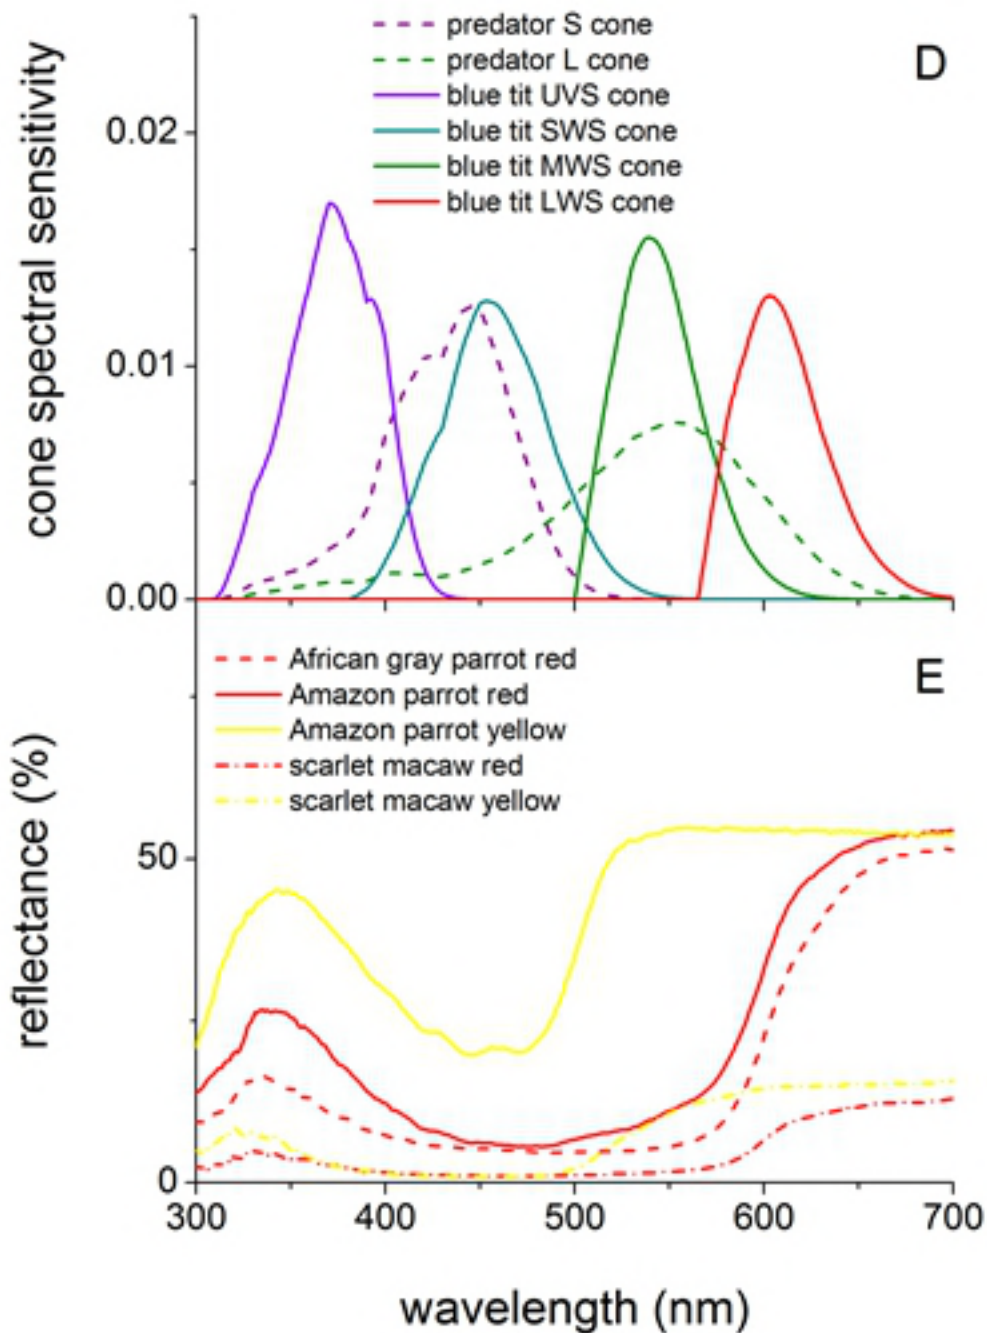 predator S cone
predator L cone
blue tit UVS cone
blue tit SWS cone
blue tit MWS cone
blue tit LWS cone
D
cone spectral sensitivity
0.02
0.01
0.00
African gray parrot red
Amazon parrot red
Amazon parrot yellow
scarlet macaw red
scarlet macaw yellow
E
reflectance (%)
50
0
300 400 500 600 700
wavelength (nm)